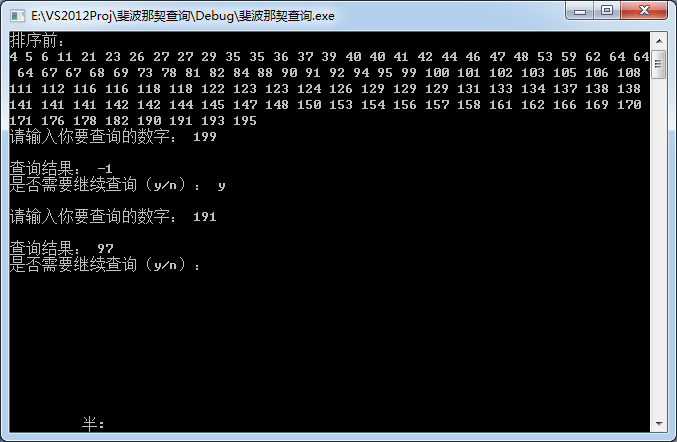 E:\VS2012Proj\斐波那契查询\Debug\斐波那契查询.exe
排序前：
4 5 6 11 21 23 26 27 27 29 35 35 36 37 39 40 40 41 42 44 46 47 48 53 59 62 64 64
64 67 67 68 69 73 78 81 82 84 88 90 91 92 94 95 99 100 101 102 103 105 106 108
111 112 116 116 118 118 122 123 123 124 126 129 129 129 131 133 134 137 138 138
141 141 141 142 142 144 145 147 148 150 153 154 156 157 158 161 162 166 169 170
171 176 178 182 190 191 193 195
请输入你要查询的数字： 199
查询结果： -1
是否需要继续查询（y/n）： y
请输入你要查询的数字： 191
查询结果： 97
是否需要继续查询（y/n）：
半：